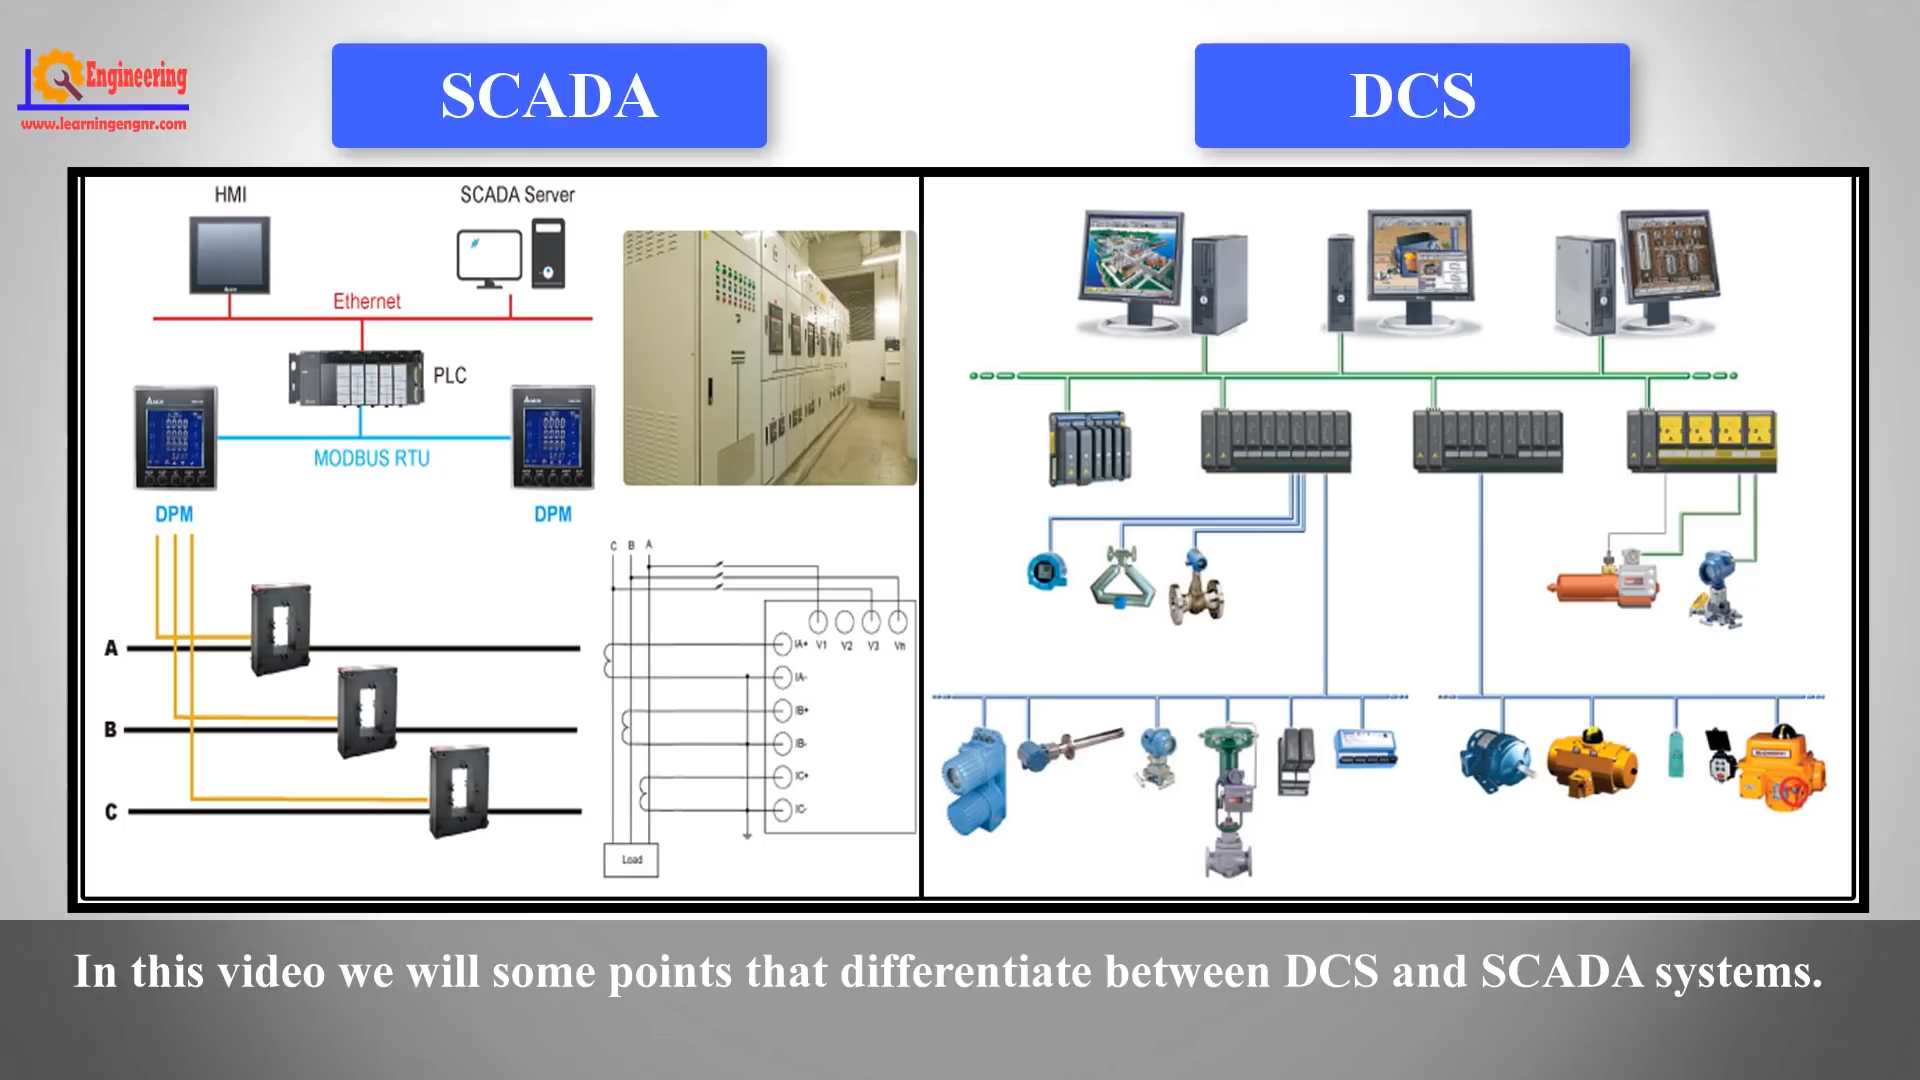 Engineering
www.learningengnr.com
SCADA
DCS
HMI
SCADA Server
Ethernet
PLC
MODBUS RTU
DPM
DPM
A
B
C
C B A
V1 V2 V3 Vn
IA+
IA-
IB+
IB-
IC+
IC-
Load
In this video we will some points that differentiate between DCS and SCADA systems.